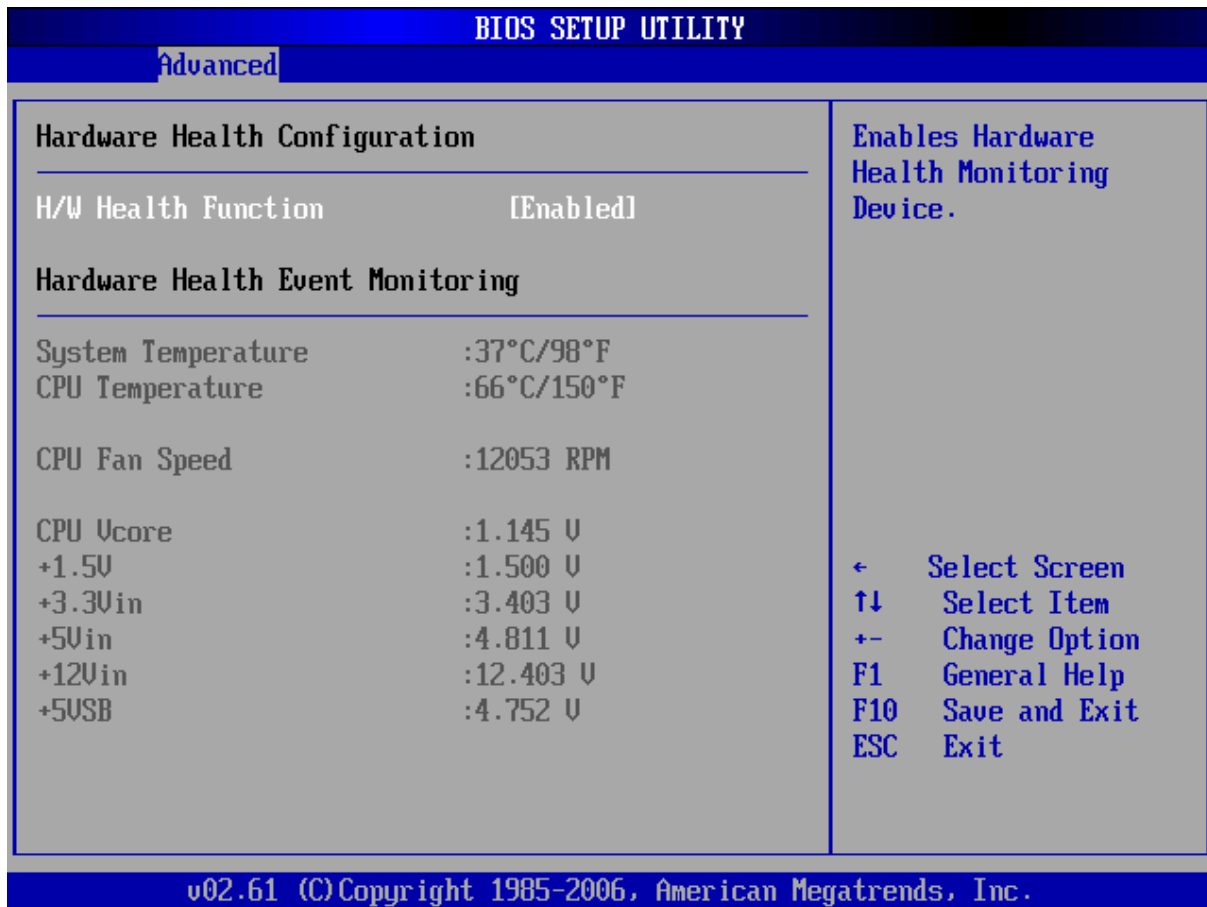 BIOS SETUP UTILITY
Advanced
Hardware Health Configuration
H/W Health Function [Enabled]
Hardware Health Event Monitoring
System Temperature :37°C/98°F
CPU Temperature :66°C/150°F
CPU Fan Speed :12053 RPM
CPU Vcore :1.145 V
+1.5V :1.500 V
+3.3Vin :3.403 V
+5Vin :4.811 V
+12Vin :12.403 V
+5VSB :4.752 V
Enables Hardware
Health Monitoring
Device.
← Select Screen
↑↓ Select Item
+- Change Option
F1 General Help
F10 Save and Exit
ESC Exit
v02.61 (C)Copyright 1985-2006, American Megatrends, Inc.